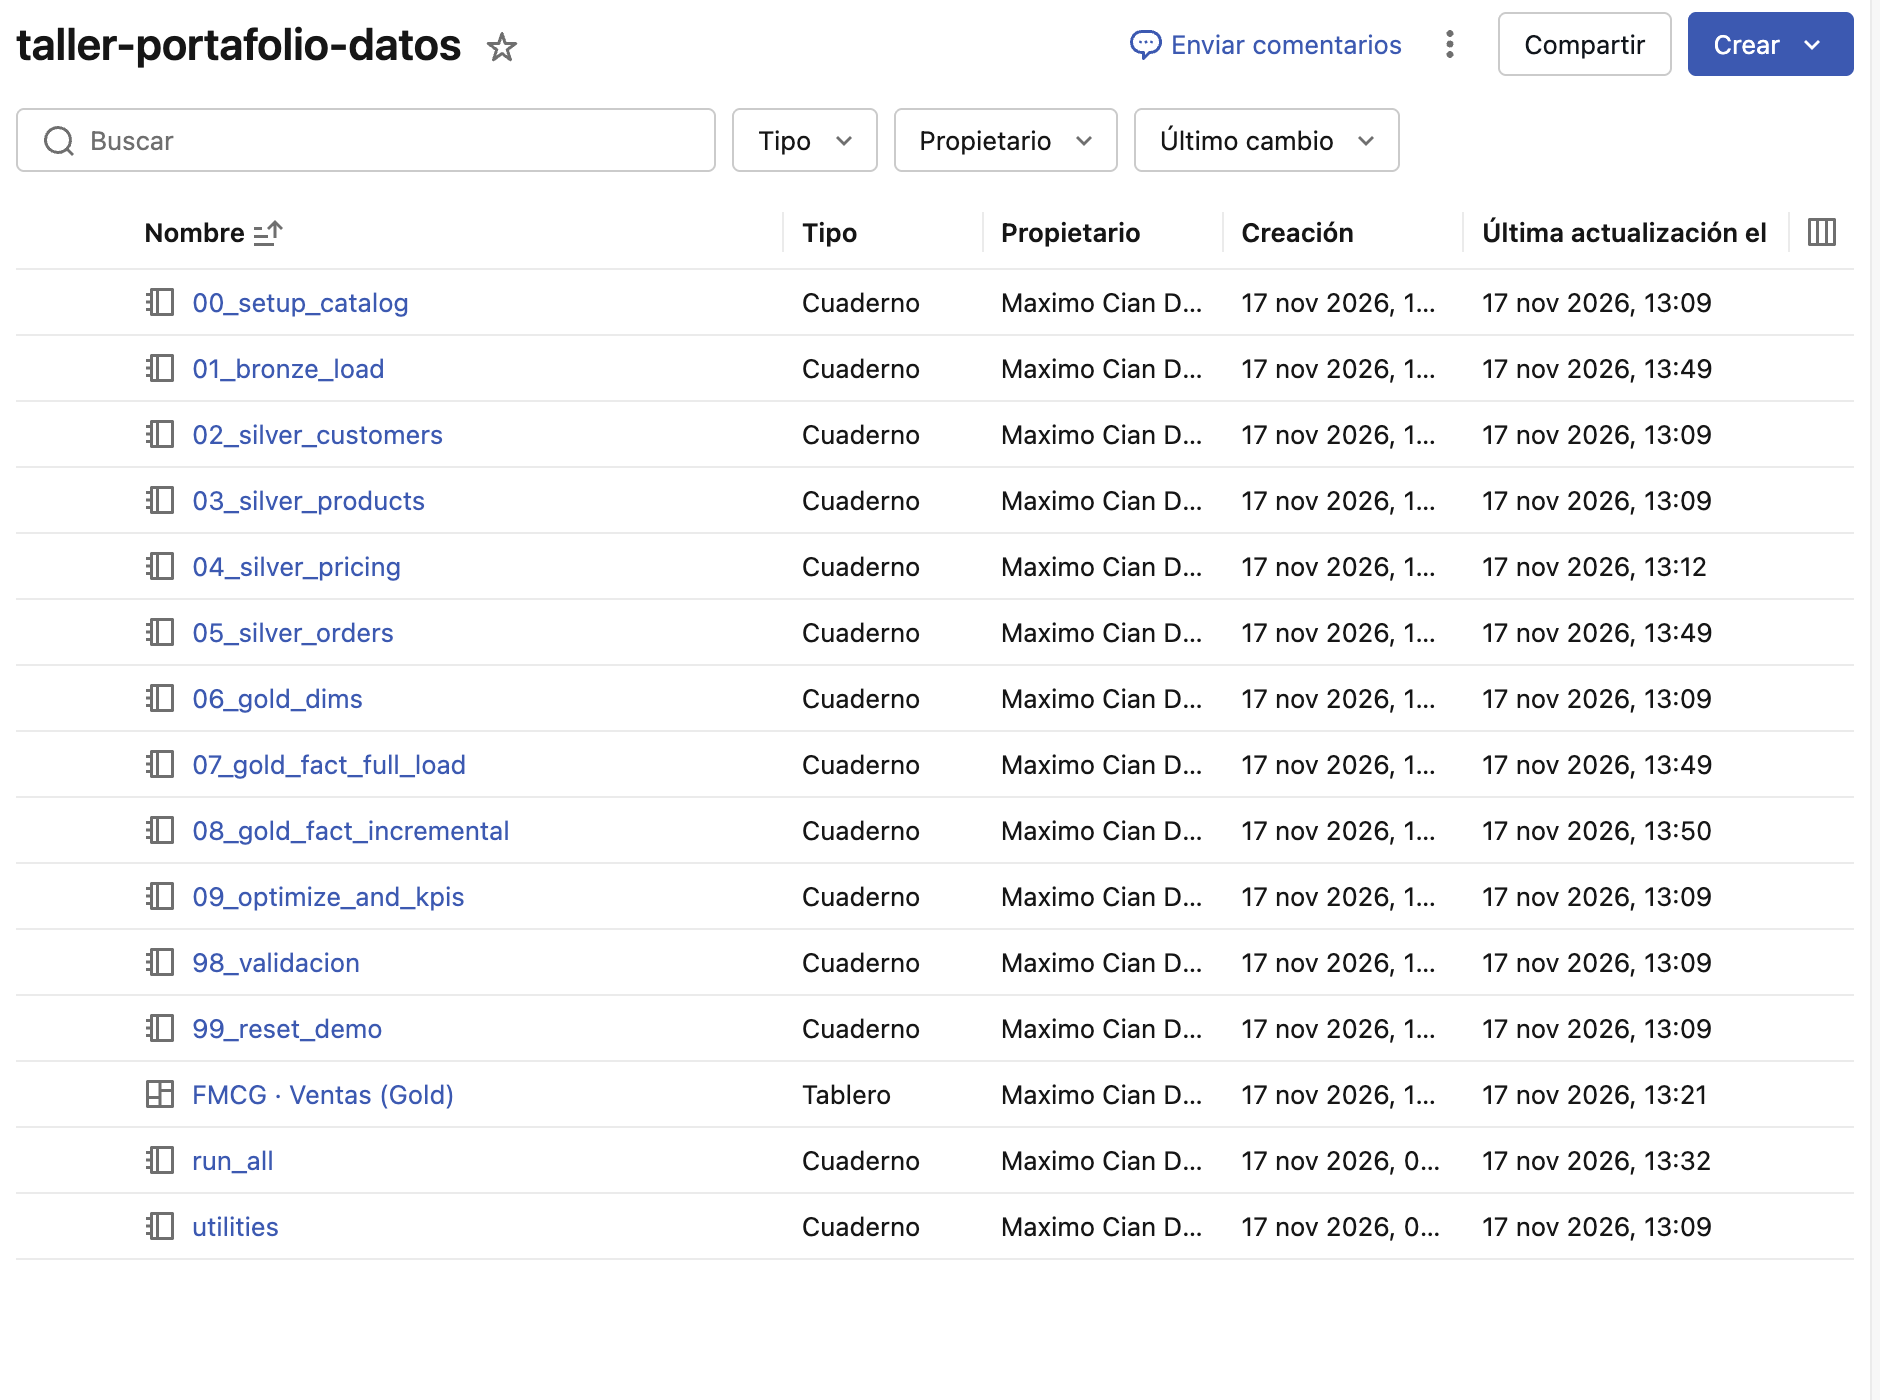 taller-portafolio-datos Enviar comentarios Compartir Crear
Buscar Tipo Propietario Último cambio
Nombre Tipo Propietario Creación Última actualización el
00_setup_catalog Cuaderno Maximo Cian D... 17 nov 2026, 1... 17 nov 2026, 13:09
01_bronze_load Cuaderno Maximo Cian D... 17 nov 2026, 1... 17 nov 2026, 13:49
02_silver_customers Cuaderno Maximo Cian D... 17 nov 2026, 1... 17 nov 2026, 13:09
03_silver_products Cuaderno Maximo Cian D... 17 nov 2026, 1... 17 nov 2026, 13:09
04_silver_pricing Cuaderno Maximo Cian D... 17 nov 2026, 1... 17 nov 2026, 13:12
05_silver_orders Cuaderno Maximo Cian D... 17 nov 2026, 1... 17 nov 2026, 13:49
06_gold_dims Cuaderno Maximo Cian D... 17 nov 2026, 1... 17 nov 2026, 13:09
07_gold_fact_full_load Cuaderno Maximo Cian D... 17 nov 2026, 1... 17 nov 2026, 13:49
08_gold_fact_incremental Cuaderno Maximo Cian D... 17 nov 2026, 1... 17 nov 2026, 13:50
09_optimize_and_kpis Cuaderno Maximo Cian D... 17 nov 2026, 1... 17 nov 2026, 13:09
98_validacion Cuaderno Maximo Cian D... 17 nov 2026, 1... 17 nov 2026, 13:09
99_reset_demo Cuaderno Maximo Cian D... 17 nov 2026, 1... 17 nov 2026, 13:09
FMCG · Ventas (Gold) Tablero Maximo Cian D... 17 nov 2026, 1... 17 nov 2026, 13:21
run_all Cuaderno Maximo Cian D... 17 nov 2026, 0... 17 nov 2026, 13:32
utilities Cuaderno Maximo Cian D... 17 nov 2026, 0... 17 nov 2026, 13:09